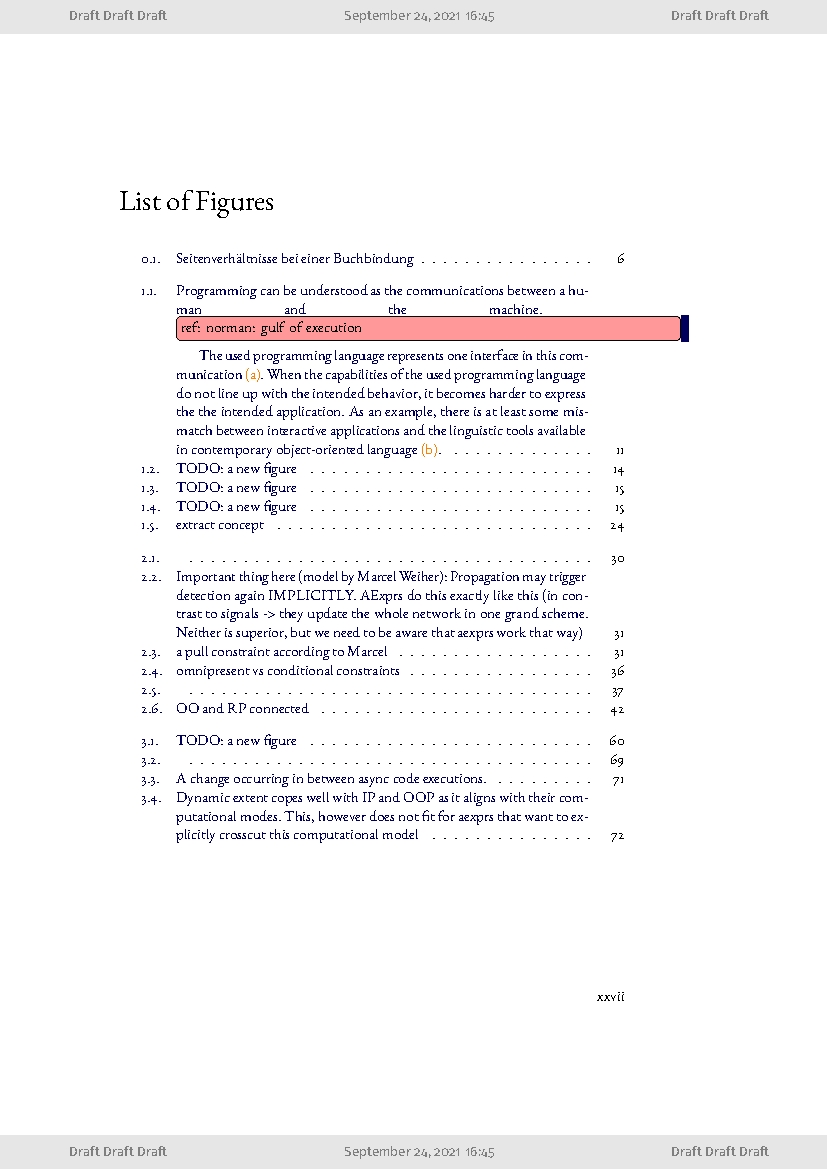 Draft Draft Draft September 24, 2021 16:45 Draft Draft Draft
List of Figures
0.1. Seitenverhältnisse bei einer Buchbindung . . . . . . . . . . . . . . . . 6
1.1. Programming can be understood as the communications between a hu-
man and the machine.
ref: norman: gulf of execution
The used programming language represents one interface in this com-
munication (a). When the capabilities of the used programming language
do not line up with the intended behavior, it becomes harder to express
the the intended application. As an example, there is at least some mis-
match between interactive applications and the linguistic tools available
in contemporary object-oriented language (b). . . . . . . . . . . . . . 11
1.2. TODO: a new figure . . . . . . . . . . . . . . . . . . . . . . . . . . 14
1.3. TODO: a new figure . . . . . . . . . . . . . . . . . . . . . . . . . . 15
1.4. TODO: a new figure . . . . . . . . . . . . . . . . . . . . . . . . . . 15
1.5. extract concept . . . . . . . . . . . . . . . . . . . . . . . . . . . . . 24
2.1. . . . . . . . . . . . . . . . . . . . . . . . . . . . . . . . . . . . . . 30
2.2. Important thing here (model by Marcel Weiher): Propagation may trigger
detection again IMPLICITLY. AExprs do this exactly like this (in con-
trast to signals -> they update the whole network in one grand scheme.
Neither is superior, but we need to be aware that aexprs work that way) 31
2.3. a pull constraint according to Marcel . . . . . . . . . . . . . . . . . . 31
2.4. omnipresent vs conditional constraints . . . . . . . . . . . . . . . . . 36
2.5. . . . . . . . . . . . . . . . . . . . . . . . . . . . . . . . . . . . . . 37
2.6. OO and RP connected . . . . . . . . . . . . . . . . . . . . . . . . . 42
3.1. TODO: a new figure . . . . . . . . . . . . . . . . . . . . . . . . . . 60
3.2. . . . . . . . . . . . . . . . . . . . . . . . . . . . . . . . . . . . . . 69
3.3. A change occurring in between async code executions. . . . . . . . . . 71
3.4. Dynamic extent copes well with IP and OOP as it aligns with their com-
putational modes. This, however does not fit for aexprs that want to ex-
plicitly crosscut this computational model . . . . . . . . . . . . . . . 72
xxvii
Draft Draft Draft September 24, 2021 16:45 Draft Draft Draft